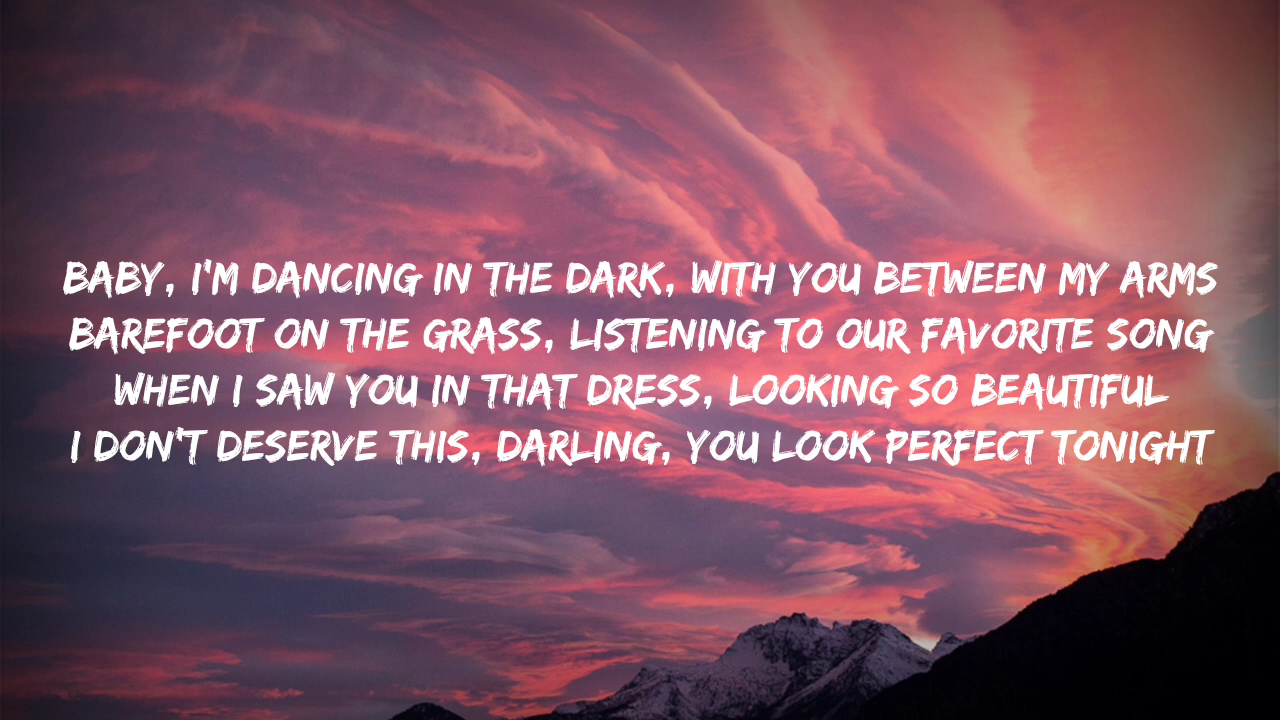 BABY, I'M DANCING IN THE DARK, WITH YOU BETWEEN MY ARMS
BAREFOOT ON THE GRASS, LISTENING TO OUR FAVORITE SONG
WHEN I SAW YOU IN THAT DRESS, LOOKING SO BEAUTIFUL
I DON'T DESERVE THIS, DARLING, YOU LOOK PERFECT TONIGHT